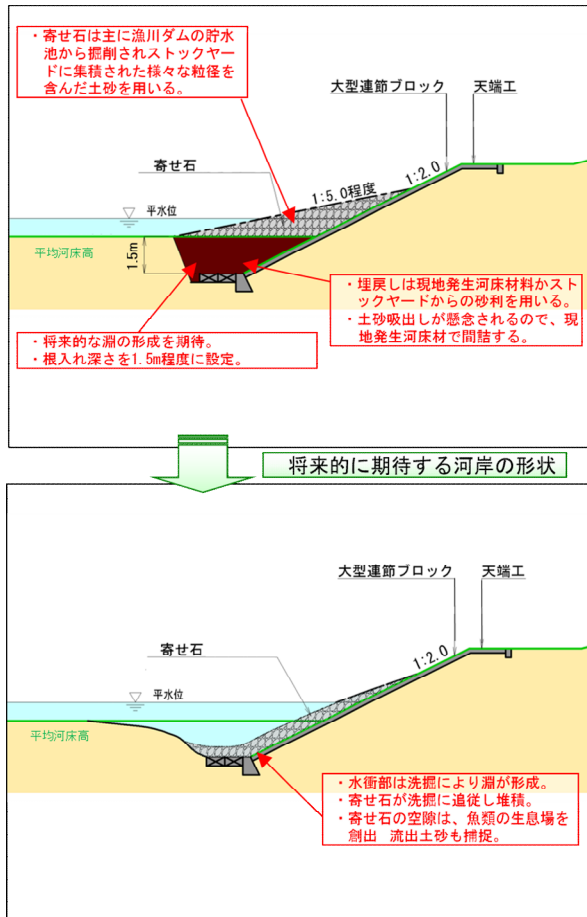 ・寄せ石は主に漁川ダムの貯水
池から掘削されストックヤー
ドに集積された様々な粒径を
含んだ土砂を用いる。
大型連節ブロック
天端工
寄せ石
1:2.0
1:5.0程度
平水位
平均河床高
1.5m
・埋戻しは現地発生河床材料かス
トックヤードからの砂利を用いる。
・土砂吸出しが懸念されるので、現
地発生河床材で間詰する。
・将来的な淵の形成を期待。
・根入れ深さを1.5m程度に設定。
将来的に期待する河岸の形状
大型連節ブロック
天端工
寄せ石
1:2.0
平水位
平均河床高
・水衝部は洗掘により淵が形成。
・寄せ石が洗掘に追従し堆積。
・寄せ石の空隙は、魚類の生息場を
創出 流出土砂も捕捉。